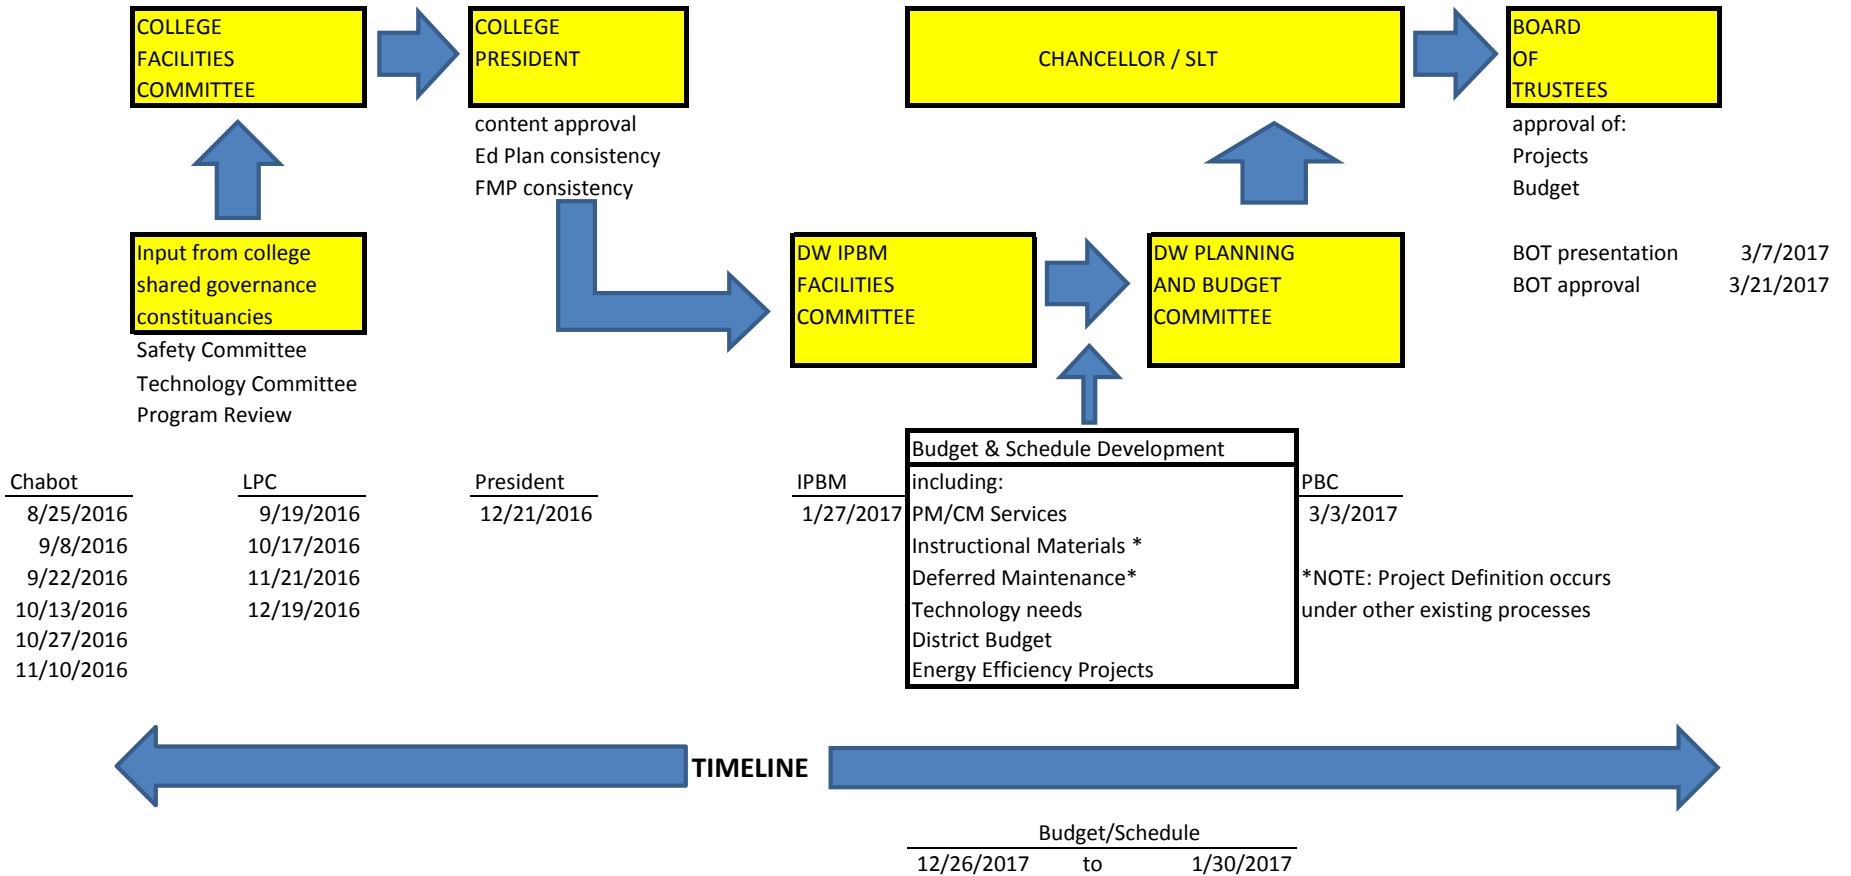 COLLEGE
FACILITIES
COMMITTEE
COLLEGE
PRESIDENT
CHANCELLOR / SLT
BOARD
OF
TRUSTEES
content approval
Ed Plan consistency
FMP consistency
approval of:
Projects
Budget
Input from college
shared governance
constituancies
DW IPBM
FACILITIES
COMMITTEE
DW PLANNING
AND BUDGET
COMMITTEE
BOT presentation 3/7/2017
BOT approval 3/21/2017
Safety Committee
Technology Committee
Program Review
Chabot
8/25/2016
9/8/2016
9/22/2016
10/13/2016
10/27/2016
11/10/2016
LPC
9/19/2016
10/17/2016
11/21/2016
12/19/2016
President
12/21/2016
IPBM
1/27/2017
Budget & Schedule Development
including:
PM/CM Services
Instructional Materials *
Deferred Maintenance*
Technology needs
District Budget
Energy Efficiency Projects
PBC
3/3/2017
*NOTE: Project Definition occurs
under other existing processes
TIMELINE
Budget/Schedule
12/26/2017 to 1/30/2017